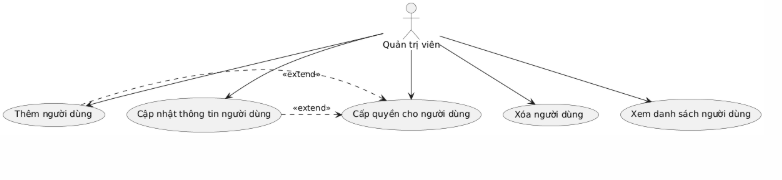 Quản trị viên
«extend»
«extend»
Thêm người dùng
Cập nhật thông tin người dùng
Cấp quyền cho người dùng
Xóa người dùng
Xem danh sách người dùng